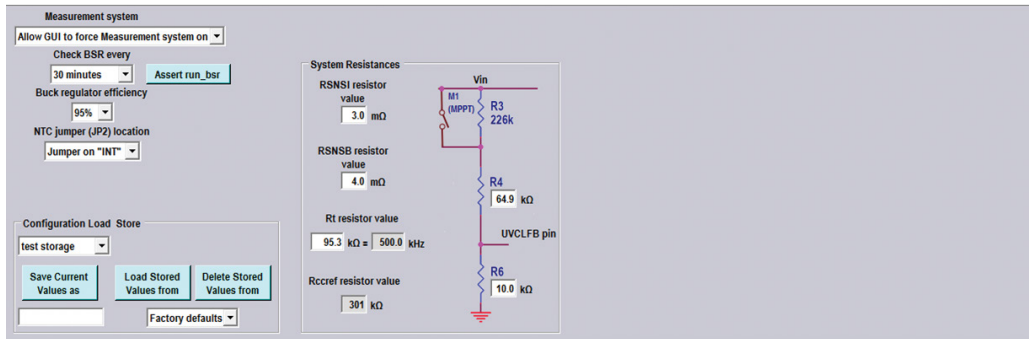 Measurement system
Allow GUI to force Measurement system on
Check BSR every
30 minutes
Assert run_bsr
Buck regulator efficiency
95%
NTC jumper (JP2) location
Jumper on "INT"
Configuration Load Store
test storage
Save Current
Values as
Load Stored
Values from
Delete Stored
Values from
Factory defaults
System Resistances
RSNSI resistor
value
3.0 mΩ
RSNSB resistor
value
4.0 mΩ
Rt resistor value
95.3 kΩ = 500.0 kHz
Rccref resistor value
301 kΩ
Vin
M1
(MPPT)
R3
226k
R4
64.9 kΩ
UVCLFB pin
R6
10.0 kΩ